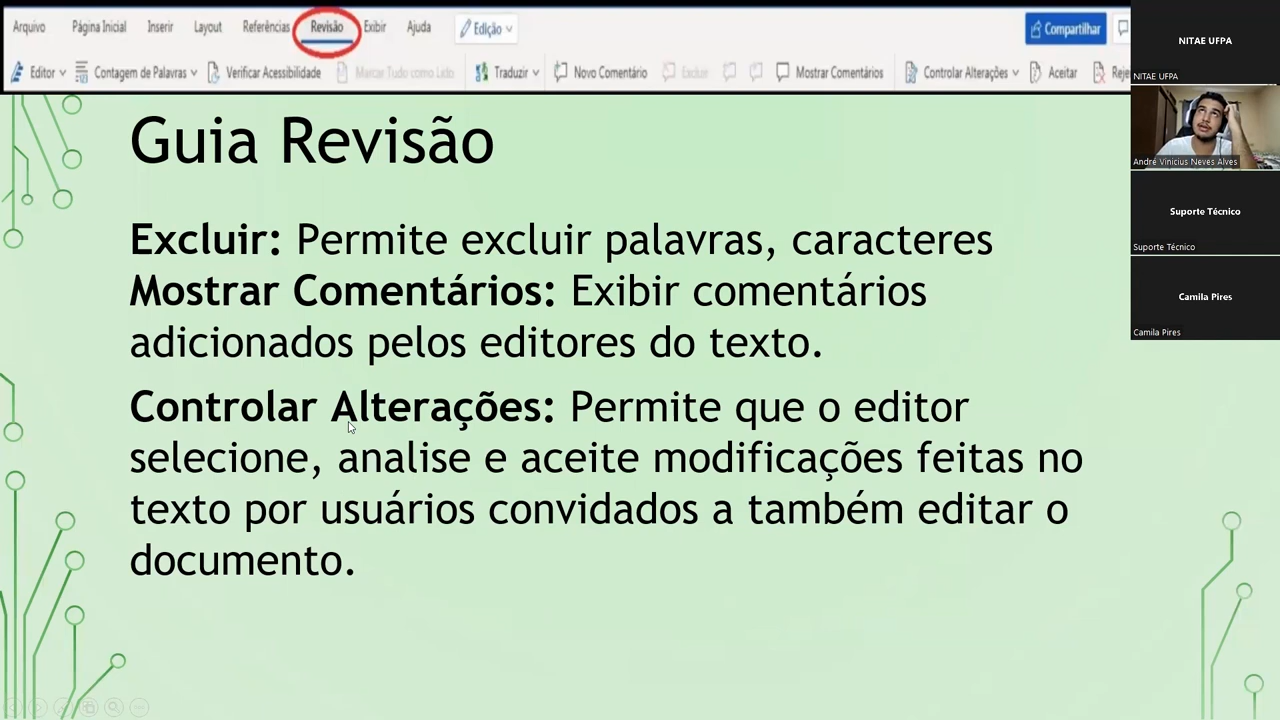 Arquivo Página Inicial Inserir Layout Referências Revisão Exibir Ajuda Edição Compartilhar
Editor Contagem de Palavras Verificar Acessibilidade Marcar Tudo como Lido Traduzir Novo Comentário Excluir Mostrar Comentários Controlar Alterações Aceitar Reje
Guia Revisão
Excluir: Permite excluir palavras, caracteres
Mostrar Comentários: Exibir comentários
adicionados pelos editores do texto.
Controlar Alterações: Permite que o editor
selecione, analise e aceite modificações feitas no
texto por usuários convidados a também editar o
documento.
NITAE UFPA
NITAE UFPA
André Vinicius Neves Alves
Suporte Técnico
Suporte Técnico
Camila Pires
Camila Pires